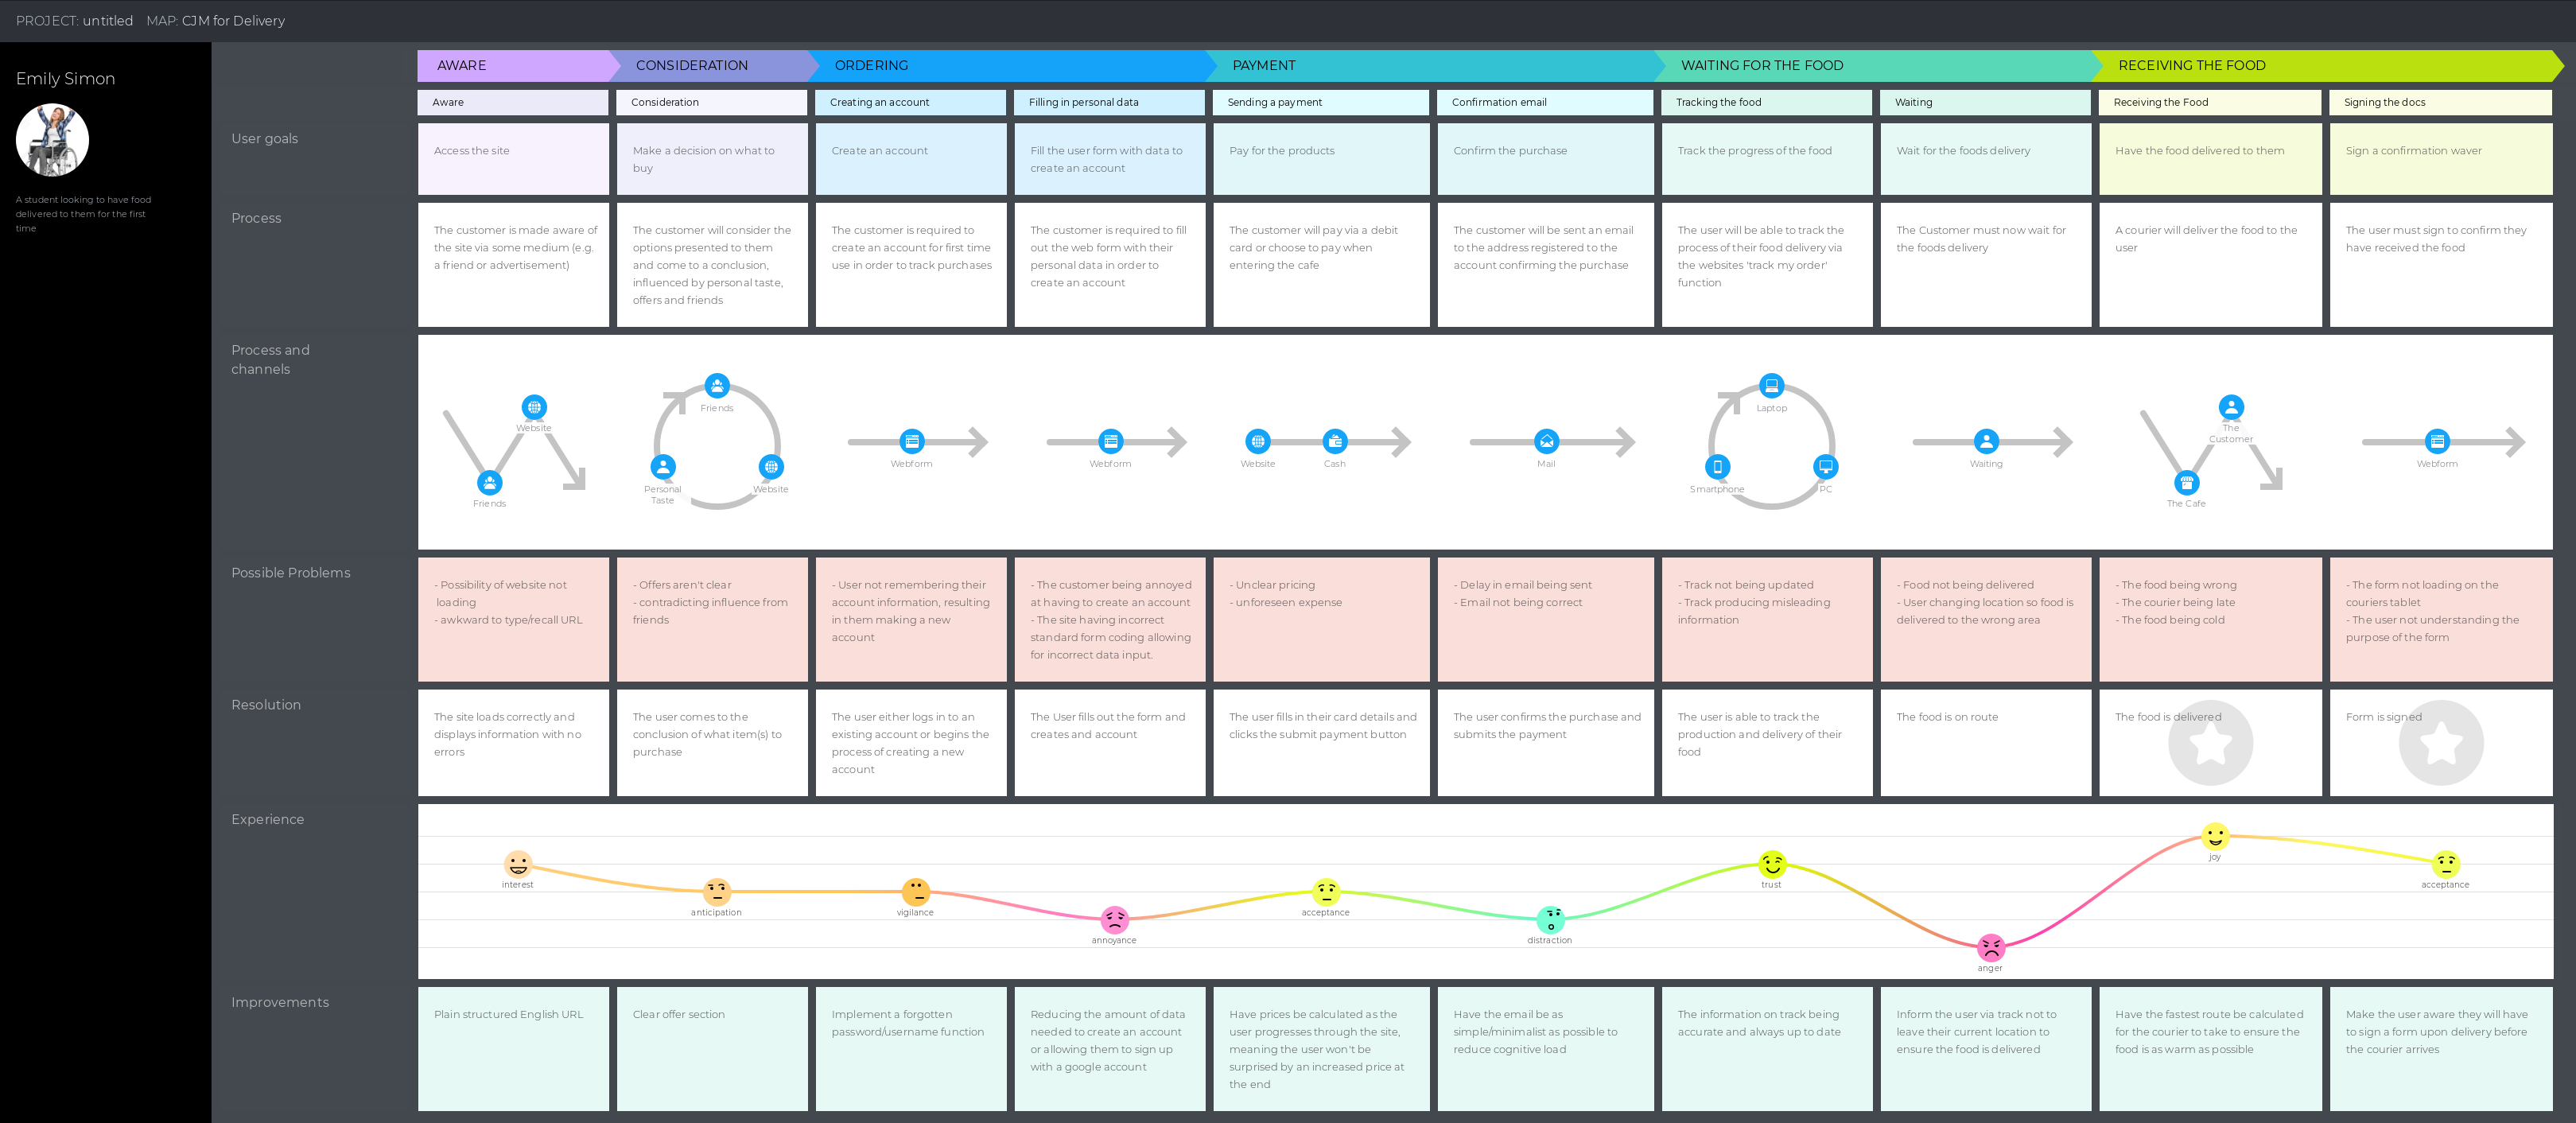 PROJECT: untitled MAP: CJM for Delivery
Emily Simon
A student looking to have food
delivered to them for the first
time
AWARE
CONSIDERATION
ORDERING
PAYMENT
WAITING FOR THE FOOD
RECEIVING THE FOOD
Aware
Consideration
Creating an account
Filling in personal data
Sending a payment
Confirmation email
Tracking the food
Waiting
Receiving the Food
Signing the docs
User goals
Access the site
Make a decision on what to
buy
Create an account
Fill the user form with data to
create an account
Pay for the products
Confirm the purchase
Track the progress of the food
Wait for the foods delivery
Have the food delivered to them
Sign a confirmation waver
Process
The customer is made aware of
the site via some medium (e.g.
a friend or advertisement)
The customer will consider the
options presented to them
and come to a conclusion,
influenced by personal taste,
offers and friends
The customer is required to
create an account for first time
use in order to track purchases
The customer is required to fill
out the web form with their
personal data in order to
create an account
The customer will pay via a debit
card or choose to pay when
entering the cafe
The customer will be sent an email
to the address registered to the
account confirming the purchase
The user will be able to track the
process of their food delivery via
the websites 'track my order'
function
The Customer must now wait for
the foods delivery
A courier will deliver the food to the
user
The user must sign to confirm they
have received the food
Process and
channels
Website
Friends
Friends
Personal
Taste
Website
Webform
Webform
Website
Cash
Mail
Laptop
Smartphone
PC
Waiting
The
Customer
The Cafe
Webform
Possible Problems
- Possibility of website not
loading
- awkward to type/recall URL
- Offers aren't clear
- contradicting influence from
friends
- User not remembering their
account information, resulting
in them making a new
account
- The customer being annoyed
at having to create an account
- The site having incorrect
standard form coding allowing
for incorrect data input.
- Unclear pricing
- unforeseen expense
- Delay in email being sent
- Email not being correct
- Track not being updated
- Track producing misleading
information
- Food not being delivered
- User changing location so food is
delivered to the wrong area
- The food being wrong
- The courier being late
- The food being cold
- The form not loading on the
couriers tablet
- The user not understanding the
purpose of the form
Resolution
The site loads correctly and
displays information with no
errors
The user comes to the
conclusion of what item(s) to
purchase
The user either logs in to an
existing account or begins the
process of creating a new
account
The User fills out the form and
creates and account
The user fills in their card details and
clicks the submit payment button
The user confirms the purchase and
submits the payment
The user is able to track the
production and delivery of their
food
The food is on route
The food is delivered
Form is signed
Experience
interest
anticipation
vigilance
annoyance
acceptance
distraction
trust
anger
joy
acceptance
Improvements
Plain structured English URL
Clear offer section
Implement a forgotten
password/username function
Reducing the amount of data
needed to create an account
or allowing them to sign up
with a google account
Have prices be calculated as the
user progresses through the site,
meaning the user won't be
surprised by an increased price at
the end
Have the email be as
simple/minimalist as possible to
reduce cognitive load
The information on track being
accurate and always up to date
Inform the user via track not to
leave their current location to
ensure the food is delivered
Have the fastest route be calculated
for the courier to take to ensure the
food is as warm as possible
Make the user aware they will have
to sign a form upon delivery before
the courier arrives